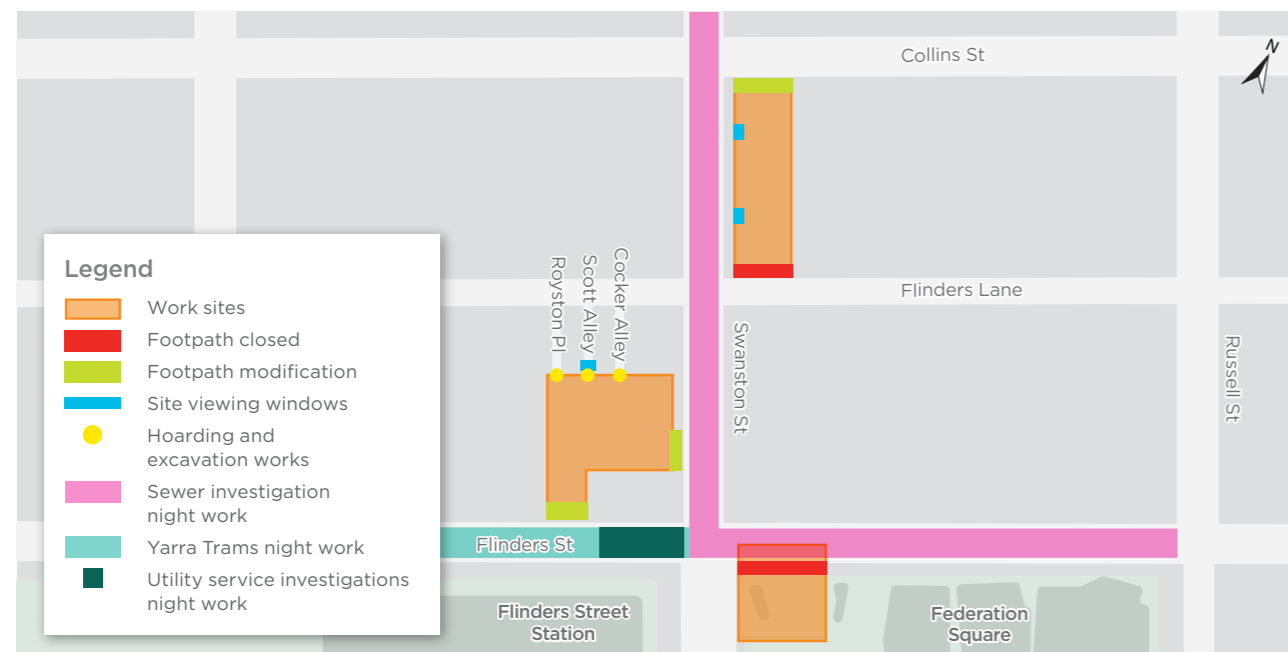 Collins St
N
Flinders Lane
Royston Pl
Scott Alley
Cocker Alley
Swanston St
Russell St
Legend
Work sites
Footpath closed
Footpath modification
Site viewing windows
Hoarding and
excavation works
Sewer investigation
night work
Yarra Trams night work
Utility service investigations
night work
Flinders St
Flinders Street
Station
Federation
Square